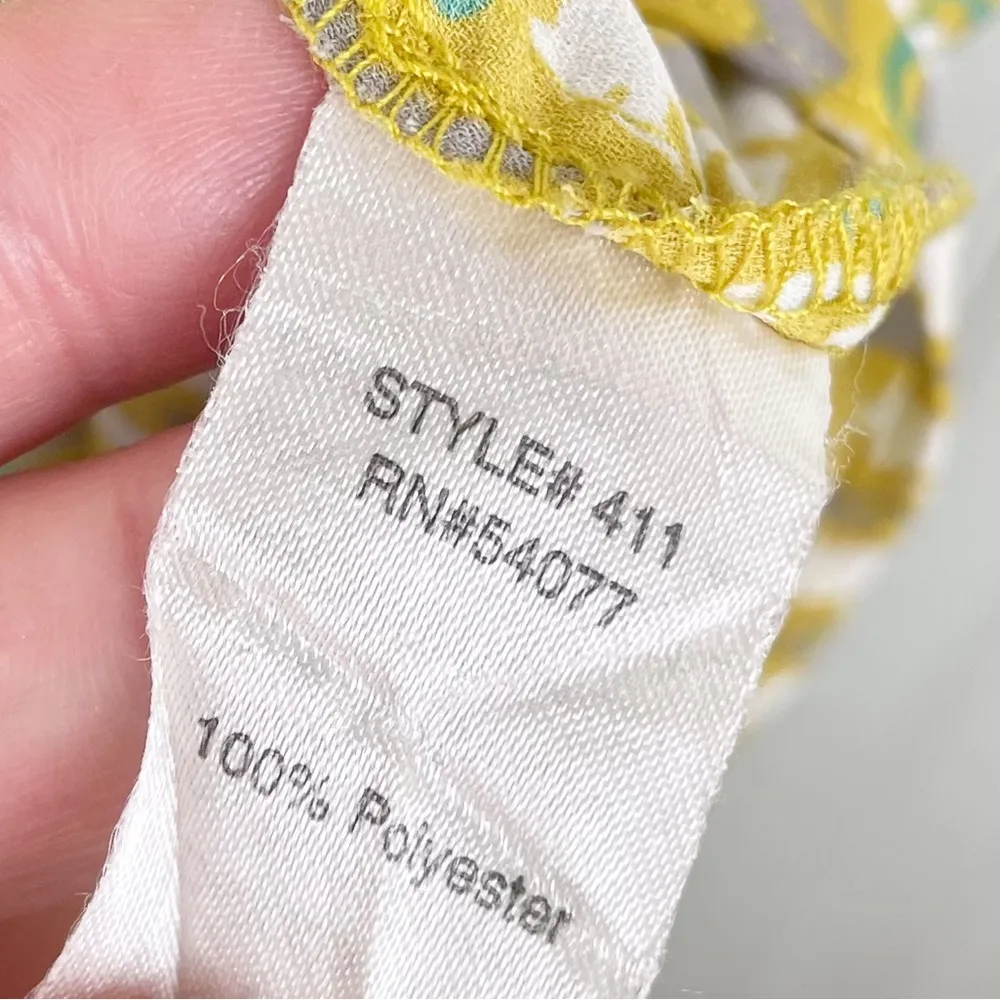 STYLE# 411
RN#54077
100% Polyester